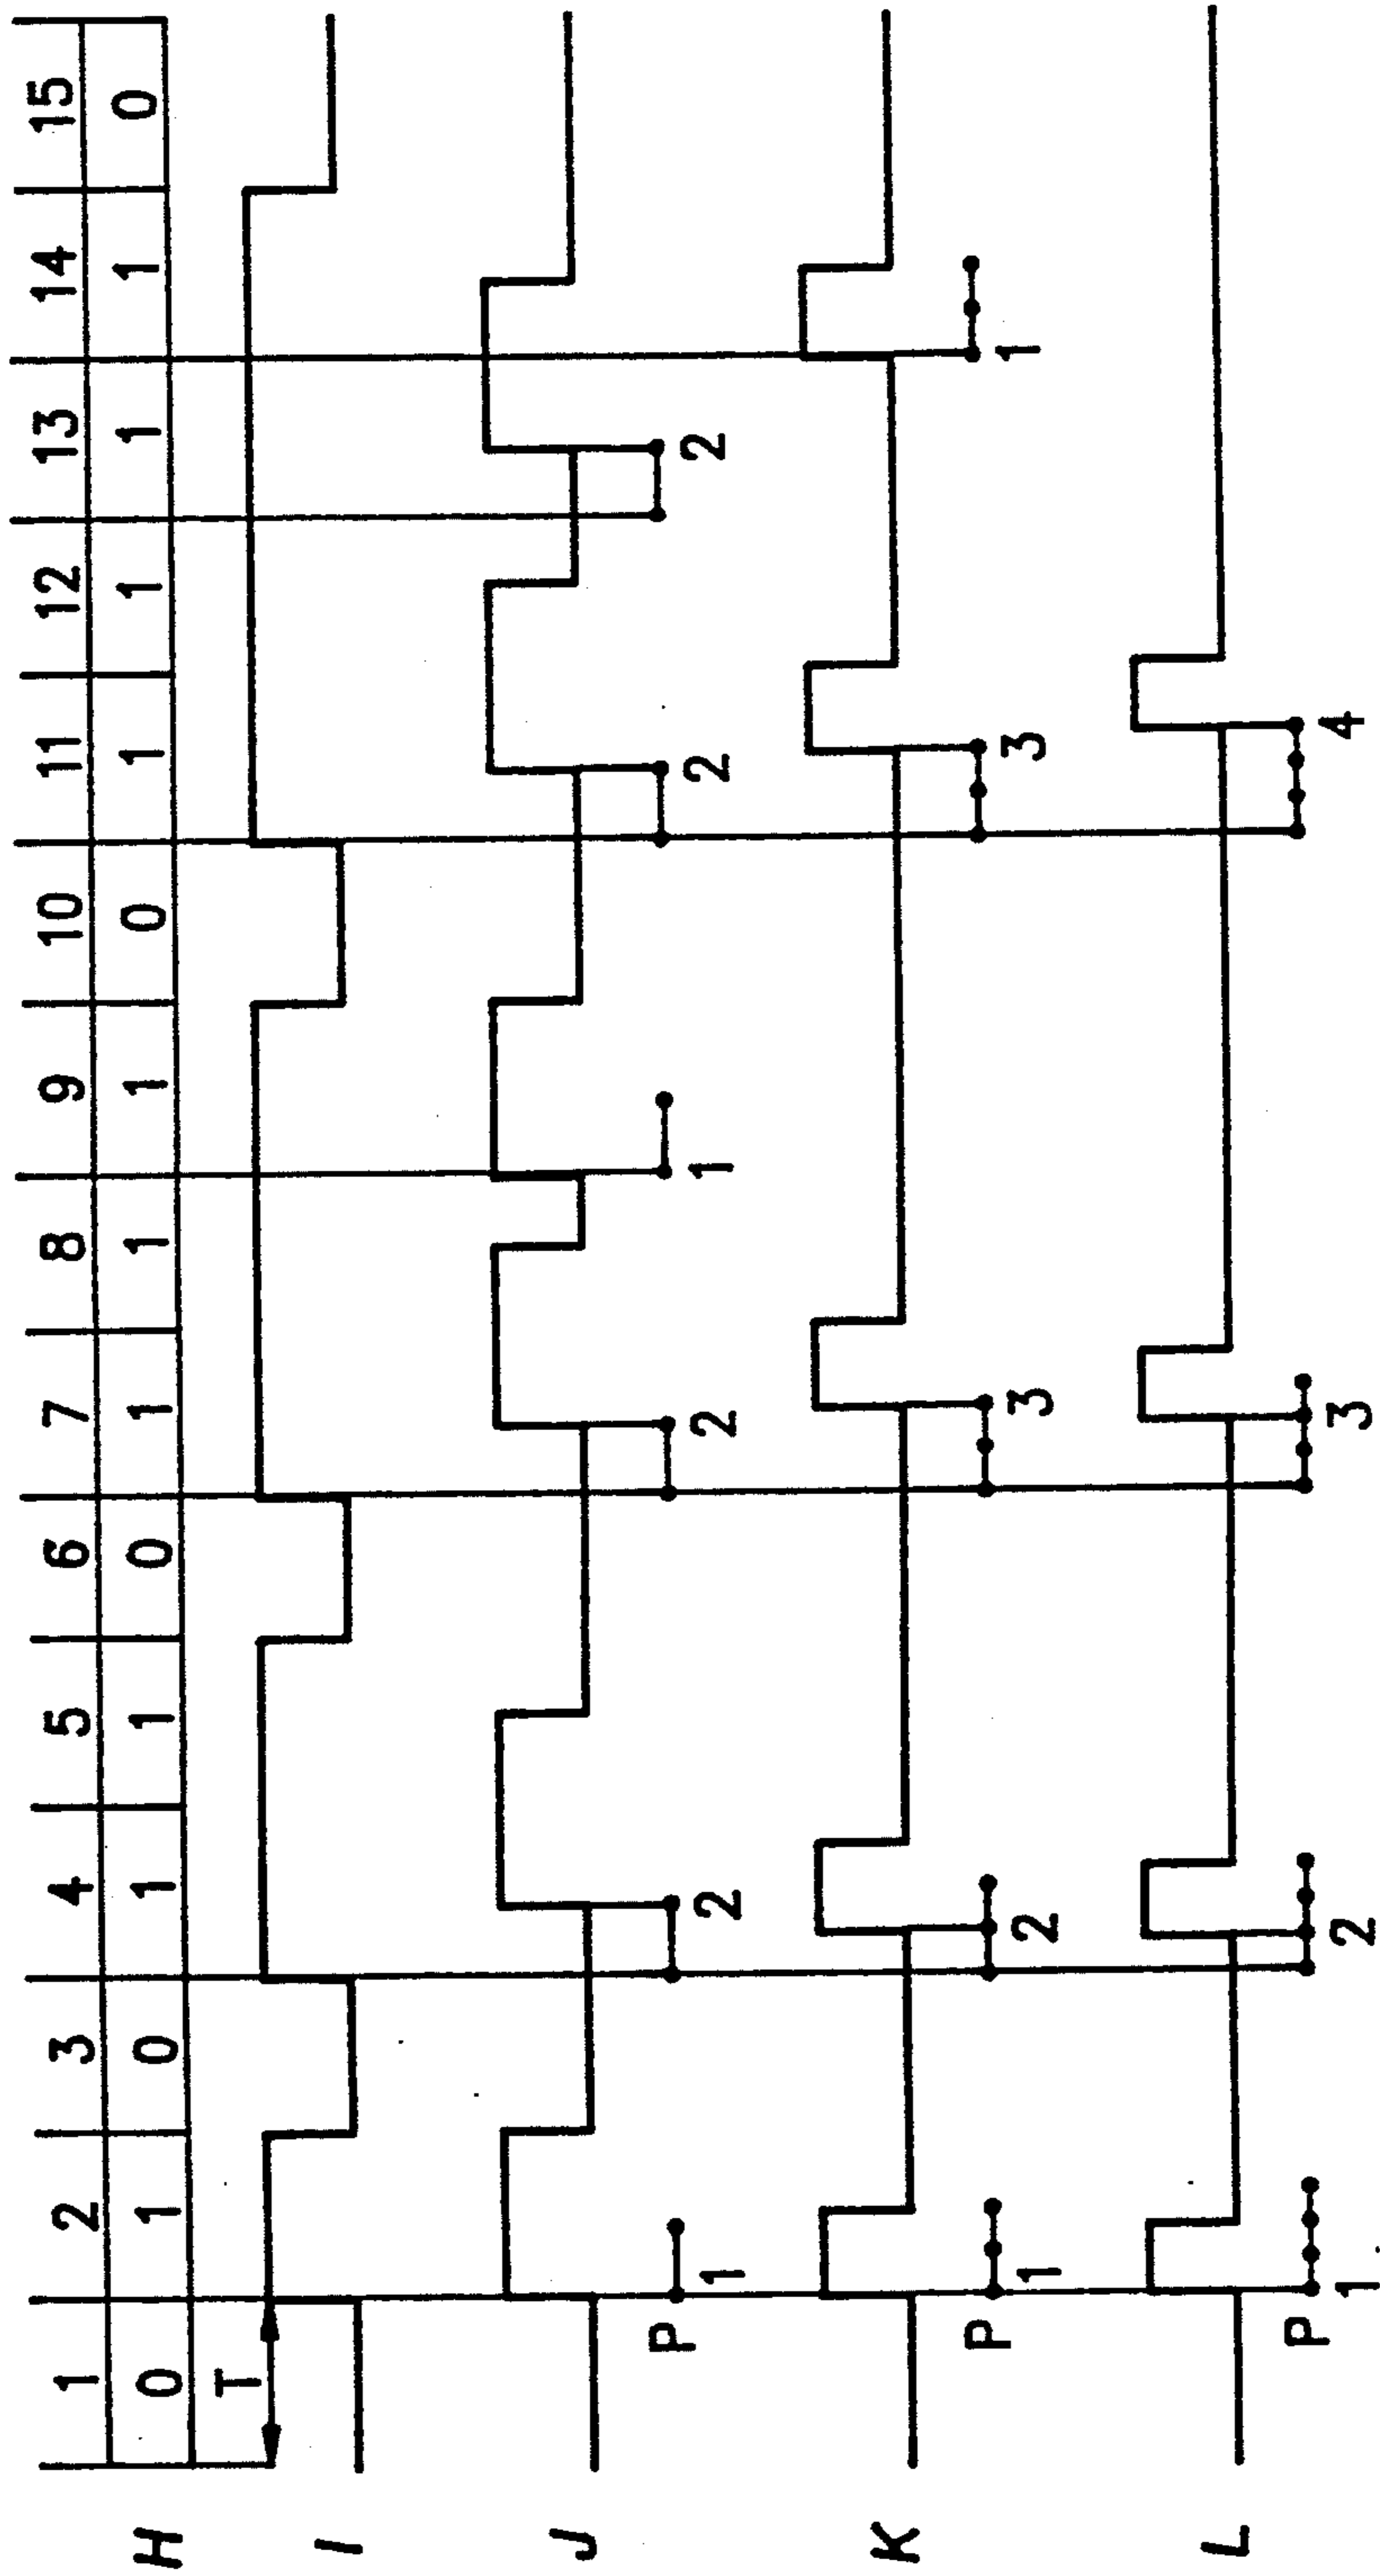 1 2 3 4 5 6 7 8 9 10 11 12 13 14 15
H 0 1 0 1 1 0 1 1 1 0 1 1 1 1 0
T
I
J
P 1 2 2 1 2 2
K
P 1 2 3 3 1
L
P 1 2 3 4